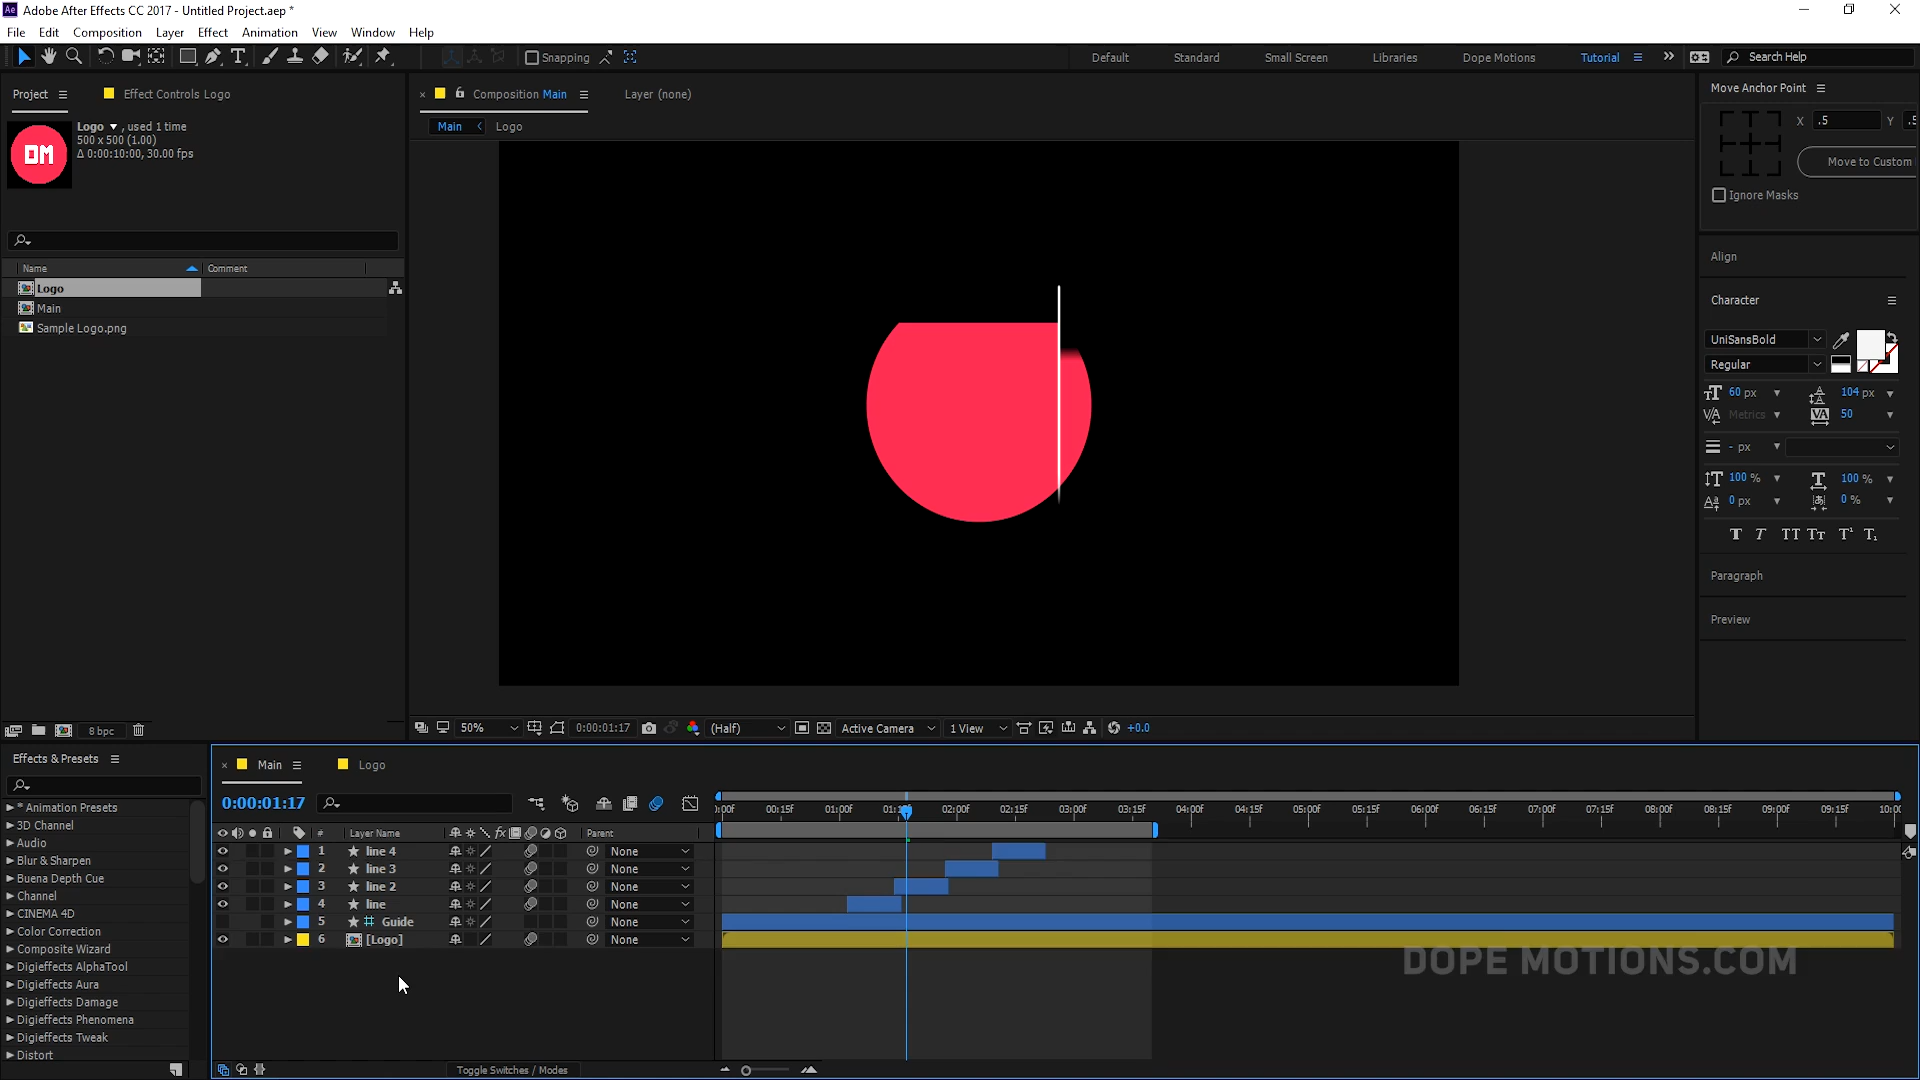 Adobe After Effects CC 2017 - Untitled Project.aep *
File Edit Composition Layer Effect Animation View Window Help
Snapping
Default Standard Small Screen Libraries Dope Motions Tutorial Search Help
Project Effect Controls Logo
Composition Main Layer (none)
Main Logo
Logo , used 1 time
500 x 500 (1.00)
Δ 0:00:10:00, 30.00 fps
DM
Name Comment
Logo
Main
Sample Logo.png
8 bpc
50% 0:00:01:17 (Half) Active Camera 1 View +0.0
Move Anchor Point
X .5 Y .5
Move to Custom
Ignore Masks
Align
Character
UniSansBold
Regular
60 px 104 px
Metrics 50
- px
100 % 100 %
0 px 0 %
Paragraph
Preview
Effects & Presets
* Animation Presets
3D Channel
Audio
Blur & Sharpen
Buena Depth Cue
Channel
CINEMA 4D
Color Correction
Composite Wizard
Digieffects AlphaTool
Digieffects Aura
Digieffects Damage
Digieffects Phenomena
Digieffects Tweak
Distort
Main Logo
0:00:01:17
# Layer Name Parent
1 line 4 None
2 line 3 None
3 line 2 None
4 line None
5 Guide None
6 [Logo] None
00:15f 01:00f 02:00f 02:15f 03:00f 03:15f 04:00f 04:15f 05:00f 05:15f 06:00f 06:15f 07:00f 07:15f 08:00f 08:15f 09:00f 09:15f
DOPE MOTIONS.COM
Toggle Switches / Modes